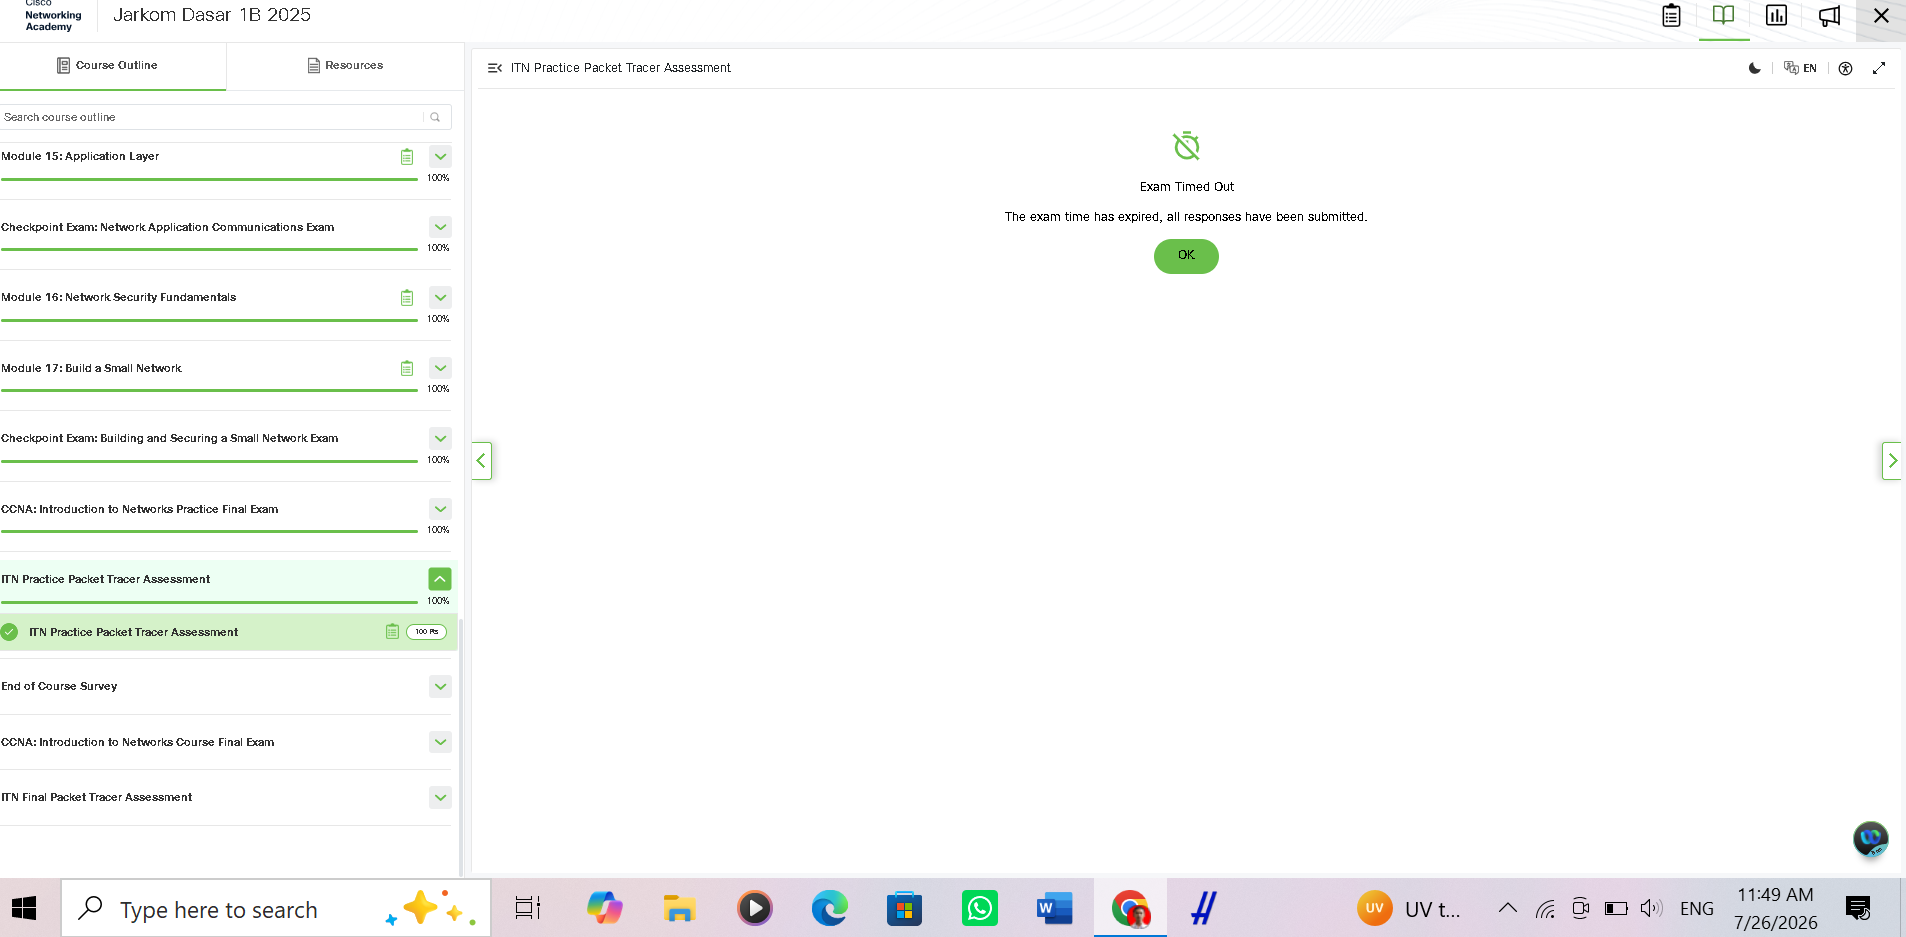 Cisco
Networking
Academy
Jarkom Dasar 1B 2025
Course Outline
Resources
Search course outline
Module 15: Application Layer
100%
Checkpoint Exam: Network Application Communications Exam
100%
Module 16: Network Security Fundamentals
100%
Module 17: Build a Small Network
100%
Checkpoint Exam: Building and Securing a Small Network Exam
100%
CCNA: Introduction to Networks Practice Final Exam
100%
ITN Practice Packet Tracer Assessment
100%
ITN Practice Packet Tracer Assessment
100 Pts
End of Course Survey
CCNA: Introduction to Networks Course Final Exam
ITN Final Packet Tracer Assessment
ITN Practice Packet Tracer Assessment
EN
Exam Timed Out
The exam time has expired, all responses have been submitted.
OK
Type here to search
UV
UV t...
ENG
11:49 AM
7/26/2026